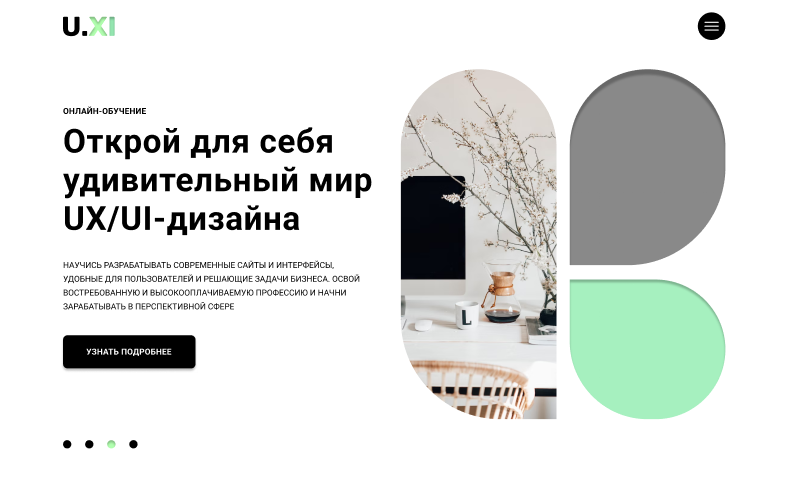 U.XI
ОНЛАЙН-ОБУЧЕНИЕ
Открой для себя
удивительный мир
UX/UI-дизайна
НАУЧИСЬ РАЗРАБАТЫВАТЬ СОВРЕМЕННЫЕ САЙТЫ И ИНТЕРФЕЙСЫ,
УДОБНЫЕ ДЛЯ ПОЛЬЗОВАТЕЛЕЙ И РЕШАЮЩИЕ ЗАДАЧИ БИЗНЕСА. ОСВОЙ
ВОСТРЕБОВАННУЮ И ВЫСОКООПЛАЧИВАЕМУЮ ПРОФЕССИЮ И НАЧНИ
ЗАРАБАТЫВАТЬ В ПЕРСПЕКТИВНОЙ СФЕРЕ
УЗНАТЬ ПОДРОБНЕЕ
L